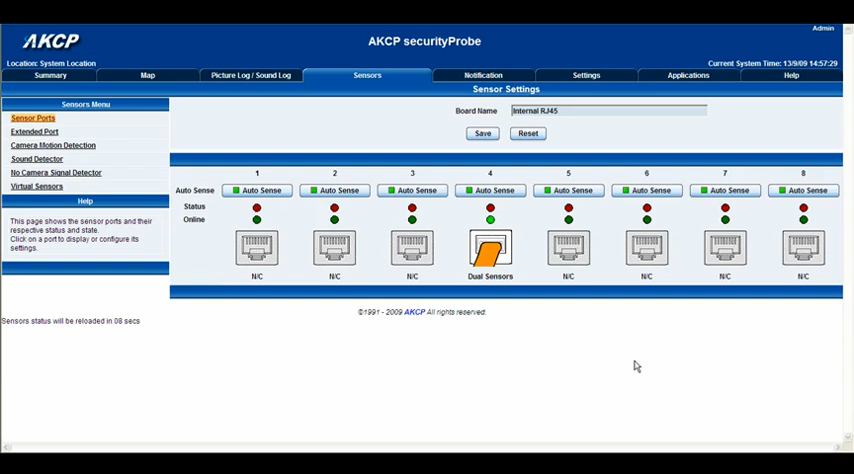 Admin
AKCP
AKCP securityProbe
Location: System Location
Current System Time: 13/9/09 14:57:29
Summary Map Picture Log / Sound Log Sensors Notification Settings Applications Help
Sensor Settings
Sensors Menu
Sensor Ports
Extended Port
Camera Motion Detection
Sound Detector
No Camera Signal Detector
Virtual Sensors
Help
This page shows the sensor ports and their
respective status and state.
Click on a port to display or configure its
settings.
Sensors status will be reloaded in 08 secs
Board Name Internal RJ45
Save Reset
1 2 3 4 5 6 7 8
Auto Sense Auto Sense Auto Sense Auto Sense Auto Sense Auto Sense Auto Sense Auto Sense Auto Sense
Status
Online
N/C N/C N/C Dual Sensors N/C N/C N/C N/C
©1991 - 2009 AKCP All rights reserved.